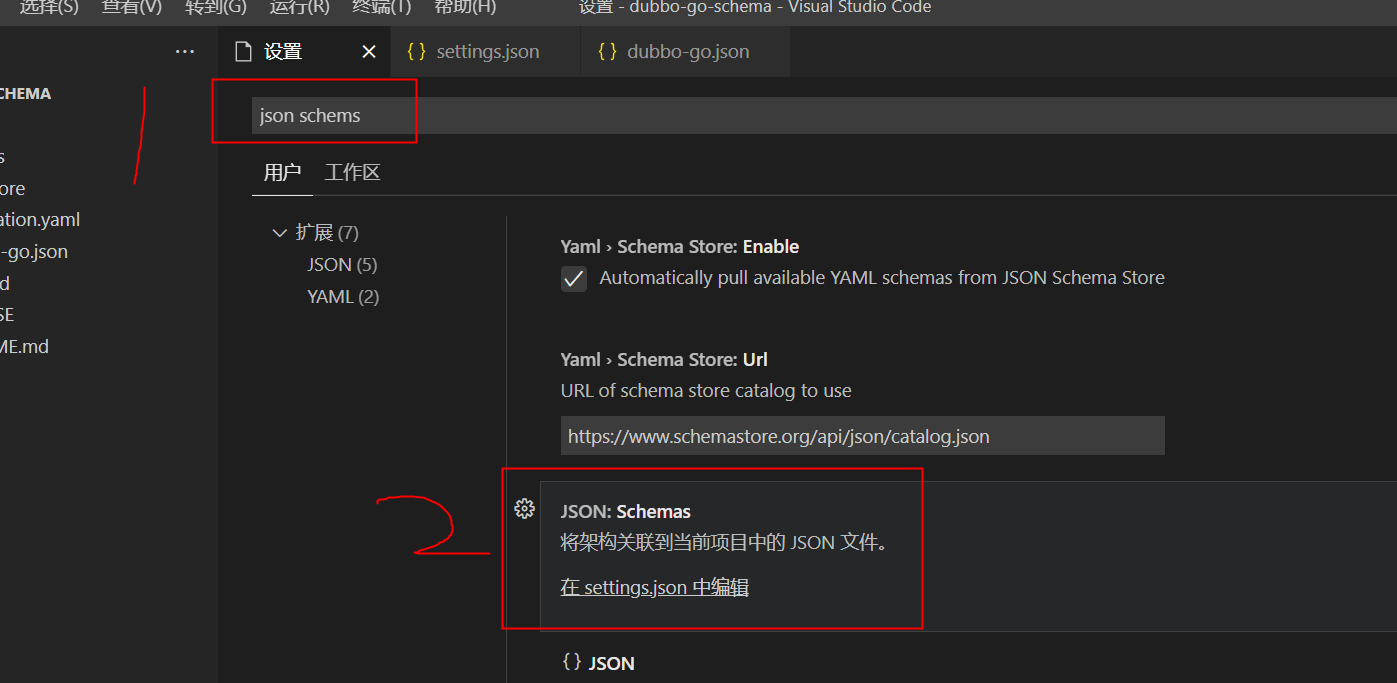 选择(S) 查看(V) 转到(G) 运行(R) 终端(T) 帮助(H) 设置 - dubbo-go-schema - Visual Studio Code
··· 设置 × {} settings.json {} dubbo-go.json
CHEMA
json schems
s
用户 工作区
ore
ation.yaml
扩展 (7)
Yaml › Schema Store: Enable
-go.json
JSON (5)
Automatically pull available YAML schemas from JSON Schema Store
d
YAML (2)
SE
ME.md
Yaml › Schema Store: Url
URL of schema store catalog to use
https://www.schemastore.org/api/json/catalog.json
2
JSON: Schemas
将架构关联到当前项目中的 JSON 文件。
在 settings.json 中编辑
{} JSON